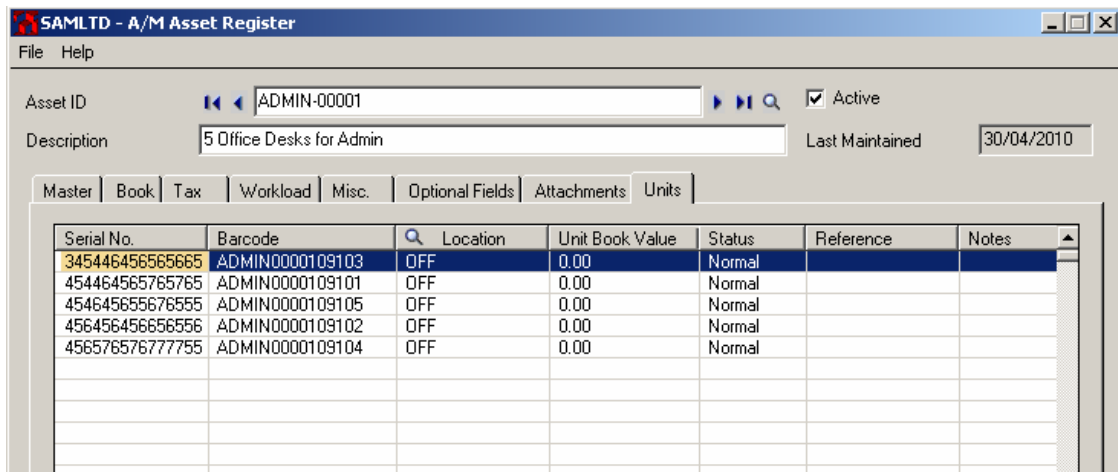 SAMLTD - A/M Asset Register
File Help
Asset ID ADMIN-00001 Active
Description 5 Office Desks for Admin Last Maintained 30/04/2010
Master Book Tax Workload Misc. Optional Fields Attachments Units
Serial No. Barcode Location Unit Book Value Status Reference Notes
345446456565665 ADMIN0000109103 OFF 0.00 Normal
454464565765765 ADMIN0000109101 OFF 0.00 Normal
454645655676555 ADMIN0000109105 OFF 0.00 Normal
456456456656556 ADMIN0000109102 OFF 0.00 Normal
456576576777755 ADMIN0000109104 OFF 0.00 Normal